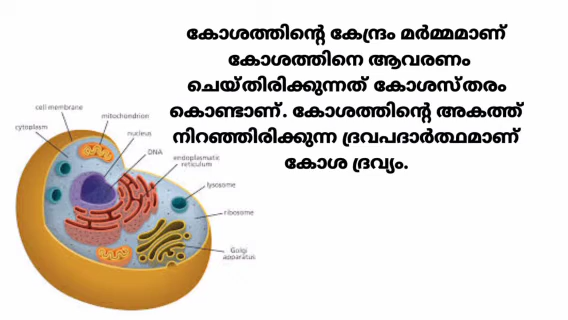 കോശത്തിന്റെ കേന്ദ്രം മർമ്മമാണ്
കോശത്തിനെ ആവരണം
ചെയ്തിരിക്കുന്നത് കോശസ്തരം
കൊണ്ടാണ്. കോശത്തിന്റെ അകത്ത്
നിറഞ്ഞിരിക്കുന്ന ദ്രവപദാർത്ഥമാണ്
കോശ ദ്രവ്യം.
cell membrane
mitochondrion
cytoplasm
nucleus
DNA
endoplasmatic
reticulum
lysosome
ribosome
Golgi
apparatus